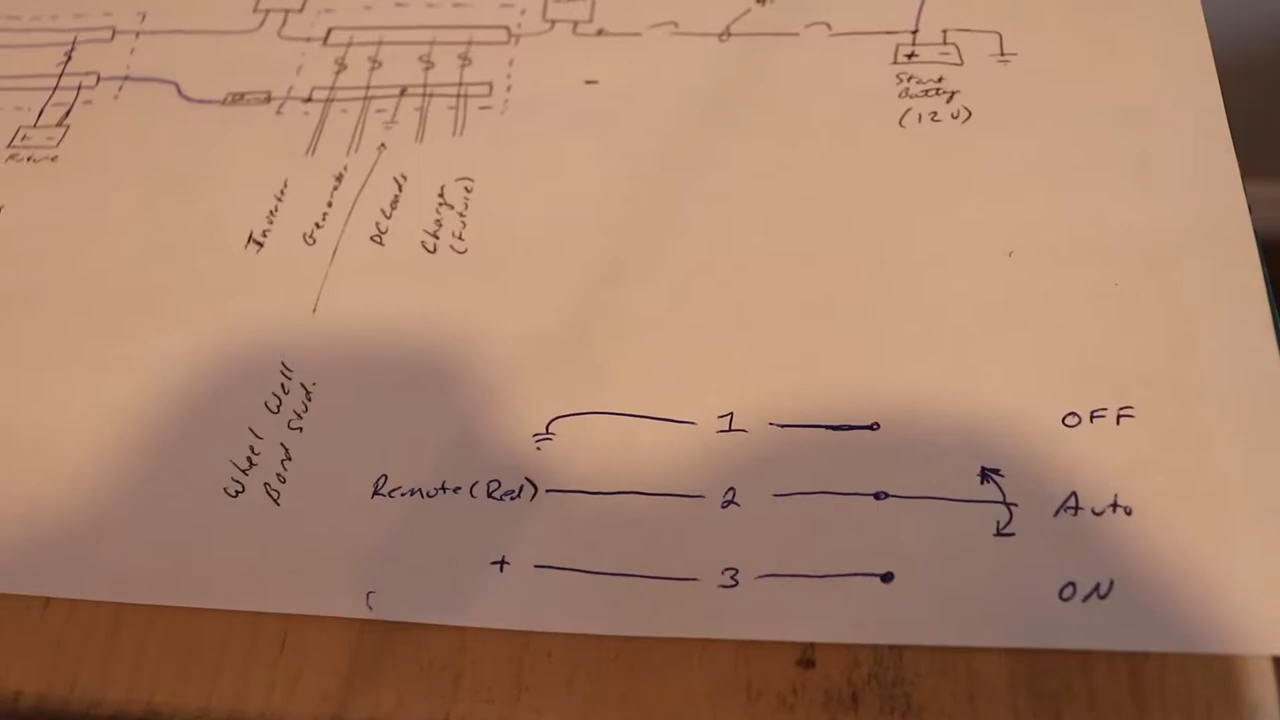 + -
Start
Battery
(12V)
+ -
Future
Inverter
Generator
DC Loads
Charger
(Future)
Wheel Well
Bond Stud.
1
OFF
Remote (Red)
2
Auto
+
3
ON